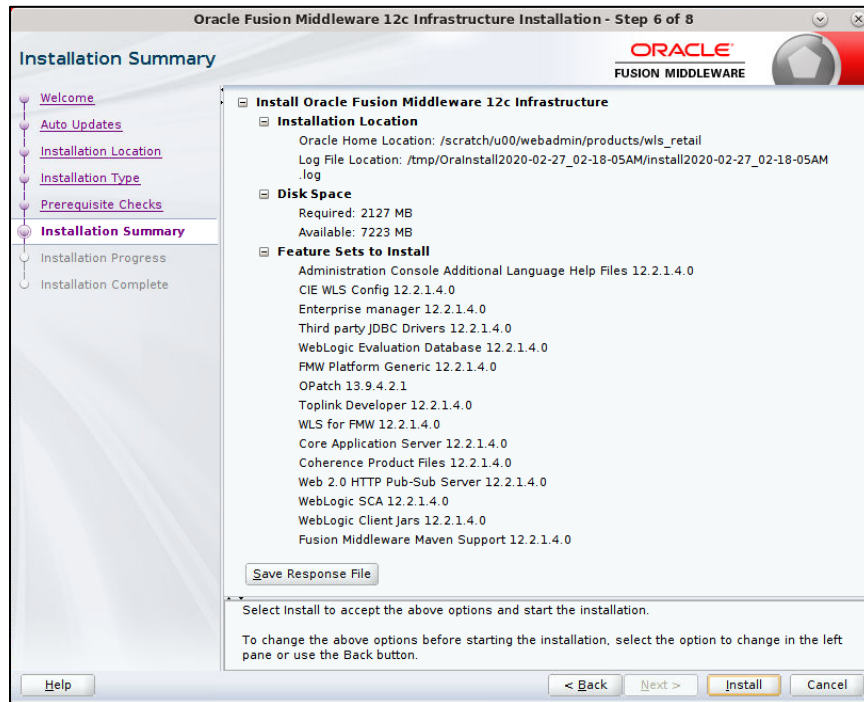 Oracle Fusion Middleware 12c Infrastructure Installation - Step 6 of 8
Installation Summary
ORACLE
FUSION MIDDLEWARE
Welcome
Auto Updates
Installation Location
Installation Type
Prerequisite Checks
Installation Summary
Installation Progress
Installation Complete
Install Oracle Fusion Middleware 12c Infrastructure
Installation Location
Oracle Home Location: /scratch/u00/webadmin/products/wls_retail
Log File Location: /tmp/OraInstall2020-02-27_02-18-05AM/install2020-02-27_02-18-05AM
.log
Disk Space
Required: 2127 MB
Available: 7223 MB
Feature Sets to Install
Administration Console Additional Language Help Files 12.2.1.4.0
CIE WLS Config 12.2.1.4.0
Enterprise manager 12.2.1.4.0
Third party JDBC Drivers 12.2.1.4.0
WebLogic Evaluation Database 12.2.1.4.0
FMW Platform Generic 12.2.1.4.0
OPatch 13.9.4.2.1
Toplink Developer 12.2.1.4.0
WLS for FMW 12.2.1.4.0
Core Application Server 12.2.1.4.0
Coherence Product Files 12.2.1.4.0
Web 2.0 HTTP Pub-Sub Server 12.2.1.4.0
WebLogic SCA 12.2.1.4.0
WebLogic Client Jars 12.2.1.4.0
Fusion Middleware Maven Support 12.2.1.4.0
Save Response File
Select Install to accept the above options and start the installation.
To change the above options before starting the installation, select the option to change in the left
pane or use the Back button.
Help
< Back
Next >
Install
Cancel